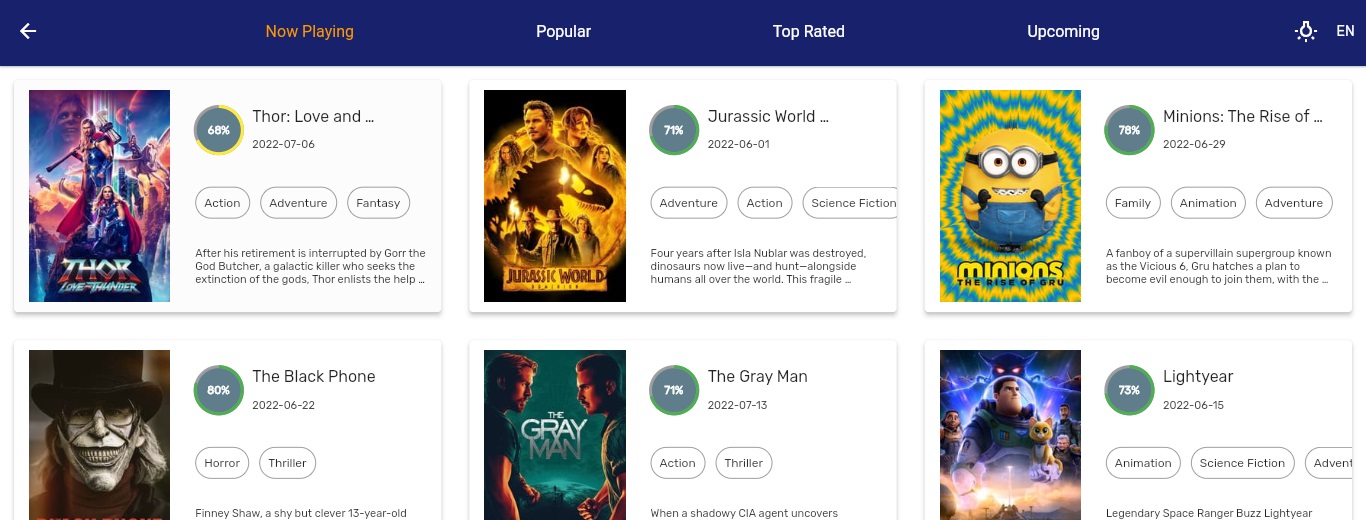 Now Playing
Popular
Top Rated
Upcoming
EN
THOR
LOVE AND THUNDER
68%
Thor: Love and ...
2022-07-06
Action
Adventure
Fantasy
After his retirement is interrupted by Gorr the
God Butcher, a galactic killer who seeks the
extinction of the gods, Thor enlists the help ...
JURASSIC WORLD
71%
Jurassic World ...
2022-06-01
Adventure
Action
Science Fiction
Four years after Isla Nublar was destroyed,
dinosaurs now live—and hunt—alongside
humans all over the world. This fragile ...
MINIONS
THE RISE OF GRU
78%
Minions: The Rise of ...
2022-06-29
Family
Animation
Adventure
A fanboy of a supervillain supergroup known
as the Vicious 6, Gru hatches a plan to
become evil enough to join them, with the ...
80%
The Black Phone
2022-06-22
Horror
Thriller
Finney Shaw, a shy but clever 13-year-old
THE
GRAY
MAN
71%
The Gray Man
2022-07-13
Action
Thriller
When a shadowy CIA agent uncovers
73%
Lightyear
2022-06-15
Animation
Science Fiction
Advent
Legendary Space Ranger Buzz Lightyear